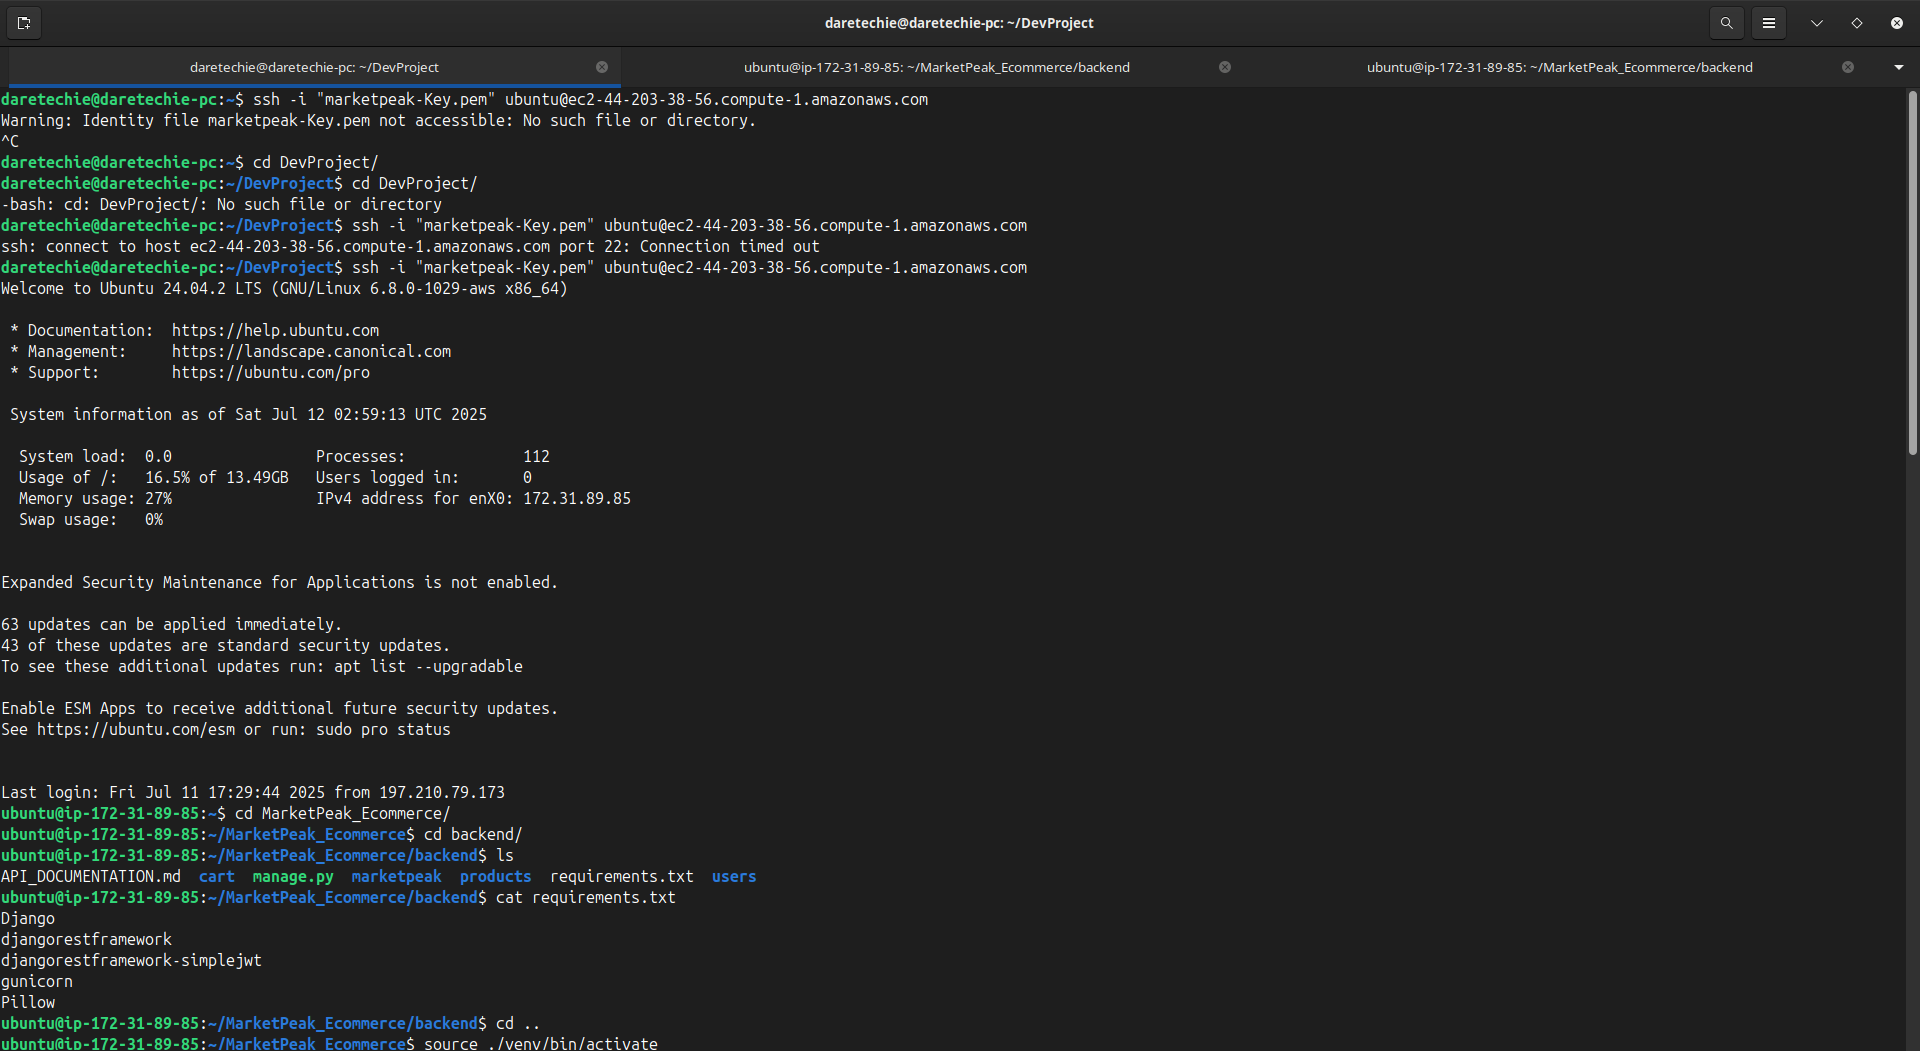 daretechie@daretechie-pc: ~/DevProject
daretechie@daretechie-pc: ~/DevProject
ubuntu@ip-172-31-89-85: ~/MarketPeak_Ecommerce/backend
ubuntu@ip-172-31-89-85: ~/MarketPeak_Ecommerce/backend
daretechie@daretechie-pc:~$ ssh -i "marketpeak-Key.pem" ubuntu@ec2-44-203-38-56.compute-1.amazonaws.com
Warning: Identity file marketpeak-Key.pem not accessible: No such file or directory.
^C
daretechie@daretechie-pc:~$ cd DevProject/
daretechie@daretechie-pc:~/DevProject$ cd DevProject/
-bash: cd: DevProject/: No such file or directory
daretechie@daretechie-pc:~/DevProject$ ssh -i "marketpeak-Key.pem" ubuntu@ec2-44-203-38-56.compute-1.amazonaws.com
ssh: connect to host ec2-44-203-38-56.compute-1.amazonaws.com port 22: Connection timed out
daretechie@daretechie-pc:~/DevProject$ ssh -i "marketpeak-Key.pem" ubuntu@ec2-44-203-38-56.compute-1.amazonaws.com
Welcome to Ubuntu 24.04.2 LTS (GNU/Linux 6.8.0-1029-aws x86_64)
* Documentation:  https://help.ubuntu.com
* Management:     https://landscape.canonical.com
* Support:        https://ubuntu.com/pro
System information as of Sat Jul 12 02:59:13 UTC 2025
System load:  0.0                Processes:             112
Usage of /:   16.5% of 13.49GB   Users logged in:       0
Memory usage: 27%                IPv4 address for enX0: 172.31.89.85
Swap usage:   0%
Expanded Security Maintenance for Applications is not enabled.
63 updates can be applied immediately.
43 of these updates are standard security updates.
To see these additional updates run: apt list --upgradable
Enable ESM Apps to receive additional future security updates.
See https://ubuntu.com/esm or run: sudo pro status
Last login: Fri Jul 11 17:29:44 2025 from 197.210.79.173
ubuntu@ip-172-31-89-85:~$ cd MarketPeak_Ecommerce/
ubuntu@ip-172-31-89-85:~/MarketPeak_Ecommerce$ cd backend/
ubuntu@ip-172-31-89-85:~/MarketPeak_Ecommerce/backend$ ls
API_DOCUMENTATION.md  cart  manage.py  marketpeak  products  requirements.txt  users
ubuntu@ip-172-31-89-85:~/MarketPeak_Ecommerce/backend$ cat requirements.txt
Django
djangorestframework
djangorestframework-simplejwt
gunicorn
Pillow
ubuntu@ip-172-31-89-85:~/MarketPeak_Ecommerce/backend$ cd ..
ubuntu@ip-172-31-89-85:~/MarketPeak_Ecommerce$ source ./venv/bin/activate